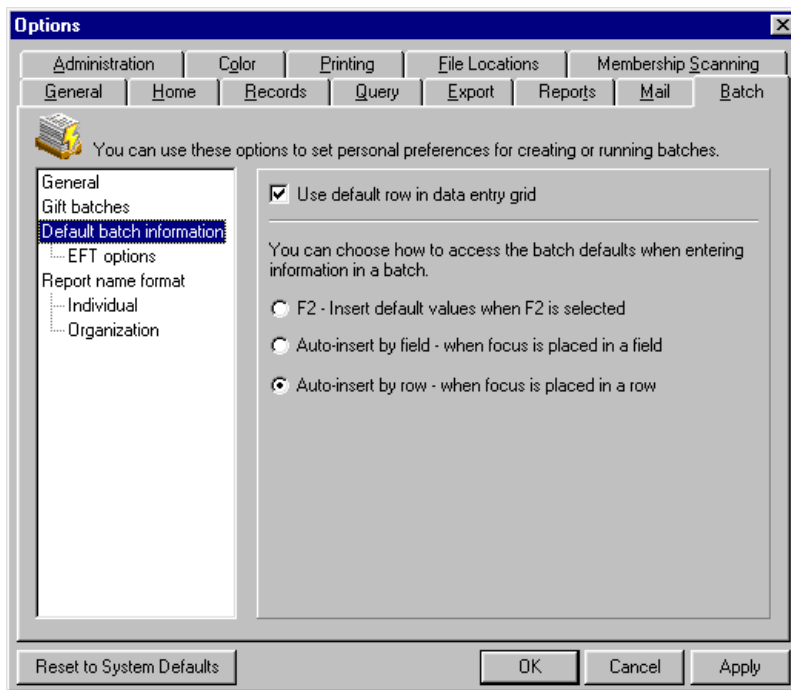 Options
Administration Color Printing File Locations Membership Scanning
General Home Records Query Export Reports Mail Batch
You can use these options to set personal preferences for creating or running batches.
General
Gift batches
Default batch information
EFT options
Report name format
Individual
Organization
Use default row in data entry grid
You can choose how to access the batch defaults when entering
information in a batch.
F2 - Insert default values when F2 is selected
Auto-insert by field - when focus is placed in a field
Auto-insert by row - when focus is placed in a row
Reset to System Defaults OK Cancel Apply